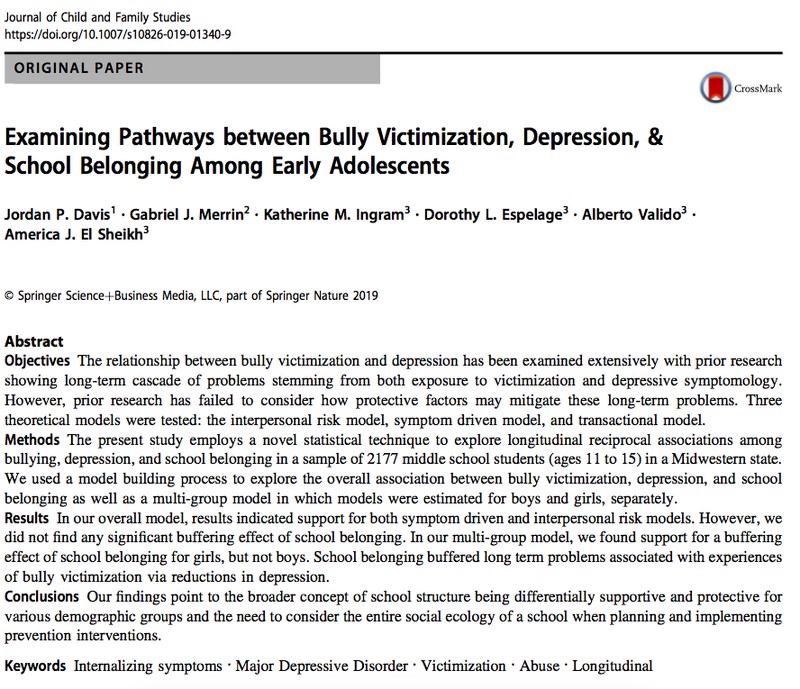 Journal of Child and Family Studies
https://doi.org/10.1007/s10826-019-01340-9
ORIGINAL PAPER
CrossMark
Examining Pathways between Bully Victimization, Depression, &
School Belonging Among Early Adolescents
Jordan P. Davis1 · Gabriel J. Merrin2 · Katherine M. Ingram3 · Dorothy L. Espelage3 · Alberto Valido3 ·
America J. El Sheikh3
© Springer Science+Business Media, LLC, part of Springer Nature 2019
Abstract
Objectives The relationship between bully victimization and depression has been examined extensively with prior research
showing long-term cascade of problems stemming from both exposure to victimization and depressive symptomology.
However, prior research has failed to consider how protective factors may mitigate these long-term problems. Three
theoretical models were tested: the interpersonal risk model, symptom driven model, and transactional model.
Methods The present study employs a novel statistical technique to explore longitudinal reciprocal associations among
bullying, depression, and school belonging in a sample of 2177 middle school students (ages 11 to 15) in a Midwestern state.
We used a model building process to explore the overall association between bully victimization, depression, and school
belonging as well as a multi-group model in which models were estimated for boys and girls, separately.
Results In our overall model, results indicated support for both symptom driven and interpersonal risk models. However, we
did not find any significant buffering effect of school belonging. In our multi-group model, we found support for a buffering
effect of school belonging for girls, but not boys. School belonging buffered long term problems associated with experiences
of bully victimization via reductions in depression.
Conclusions Our findings point to the broader concept of school structure being differentially supportive and protective for
various demographic groups and the need to consider the entire social ecology of a school when planning and implementing
prevention interventions.
Keywords Internalizing symptoms · Major Depressive Disorder · Victimization · Abuse · Longitudinal